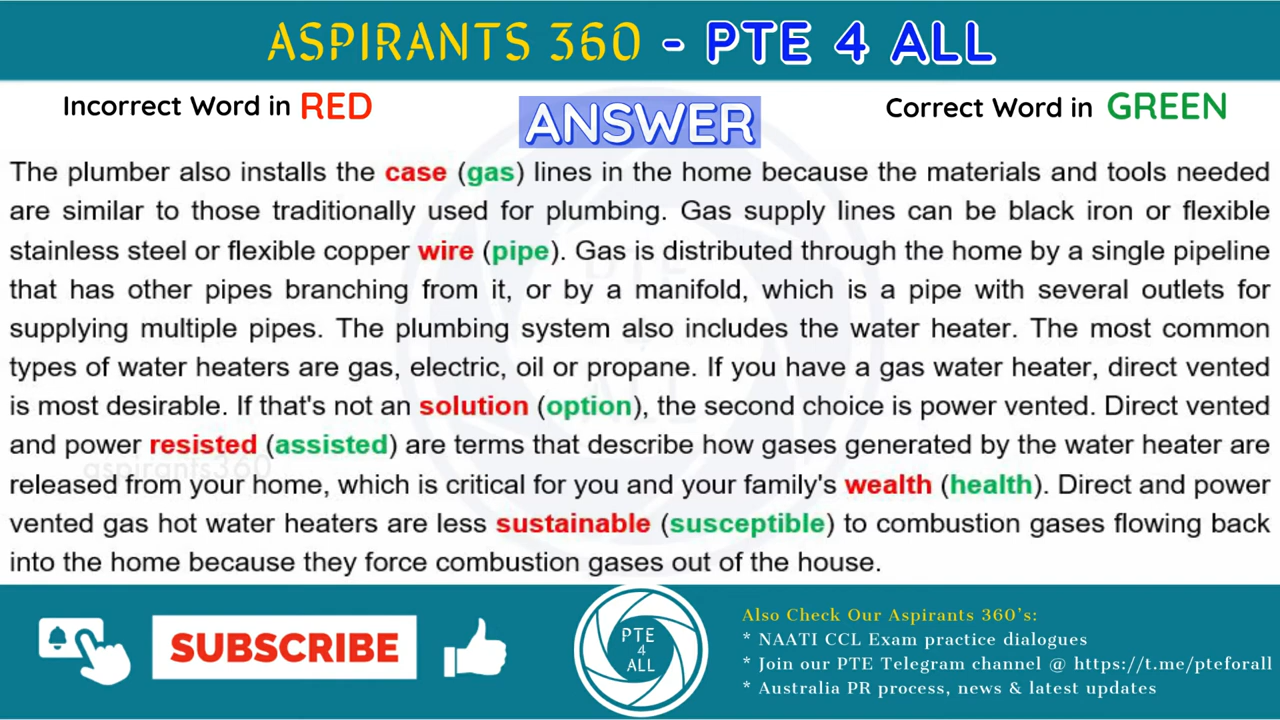 ASPIRANTS 360 - PTE 4 ALL
Incorrect Word in RED
ANSWER
Correct Word in GREEN
The plumber also installs the case (gas) lines in the home because the materials and tools needed
are similar to those traditionally used for plumbing. Gas supply lines can be black iron or flexible
stainless steel or flexible copper wire (pipe). Gas is distributed through the home by a single pipeline
that has other pipes branching from it, or by a manifold, which is a pipe with several outlets for
supplying multiple pipes. The plumbing system also includes the water heater. The most common
types of water heaters are gas, electric, oil or propane. If you have a gas water heater, direct vented
is most desirable. If that's not an solution (option), the second choice is power vented. Direct vented
and power resisted (assisted) are terms that describe how gases generated by the water heater are
released from your home, which is critical for you and your family's wealth (health). Direct and power
vented gas hot water heaters are less sustainable (susceptible) to combustion gases flowing back
into the home because they force combustion gases out of the house.
aspirants360
PTE
4
ALL
SUBSCRIBE
PTE
4
ALL
Also Check Our Aspirants 360's:
* NAATI CCL Exam practice dialogues
* Join our PTE Telegram channel @ https://t.me/pteforall
* Australia PR process, news & latest updates